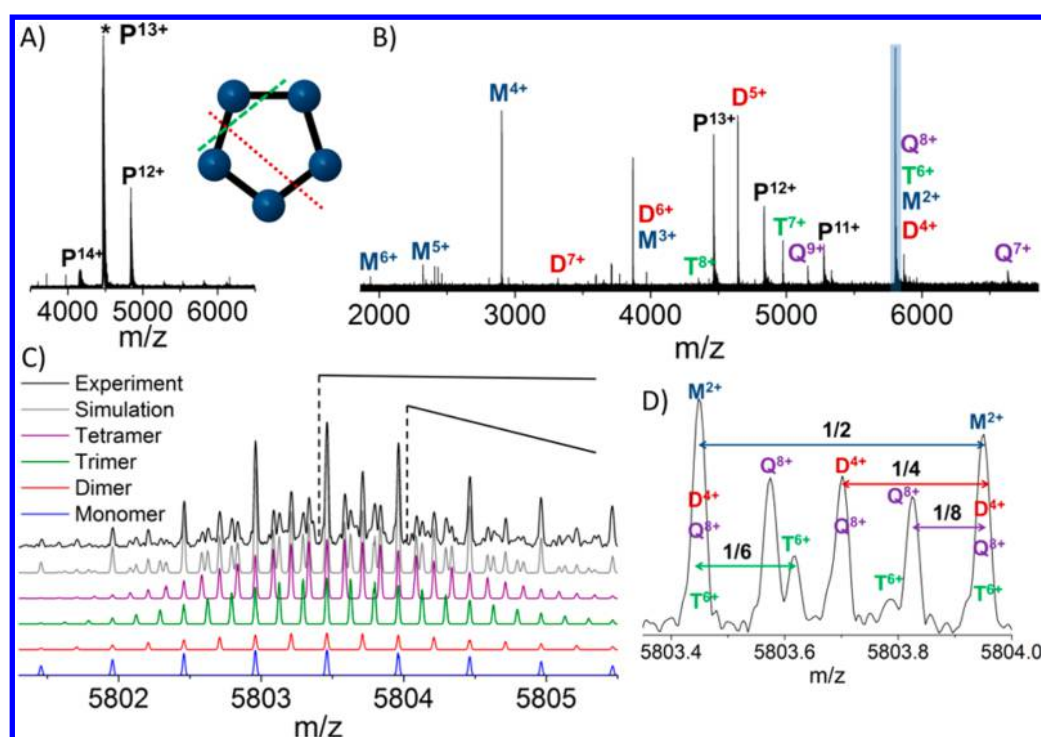 A)
* P13+
P14+
P12+
4000 5000 6000
m/z
B)
M6+
M5+
M4+
D7+
D6+
M3+
T8+
P13+
D5+
P12+
T7+
Q9+
P11+
Q8+
T6+
M2+
D4+
Q7+
2000 3000 4000 5000 6000
m/z
C)
Experiment
Simulation
Tetramer
Trimer
Dimer
Monomer
5802 5803 5804 5805
m/z
D)
M2+
M2+
1/2
Q8+
D4+
1/4
D4+
Q8+
Q8+
Q8+
1/8
D4+
Q8+
1/6
T6+
T6+
T6+
T6+
5803.4 5803.6 5803.8 5804.0
m/z